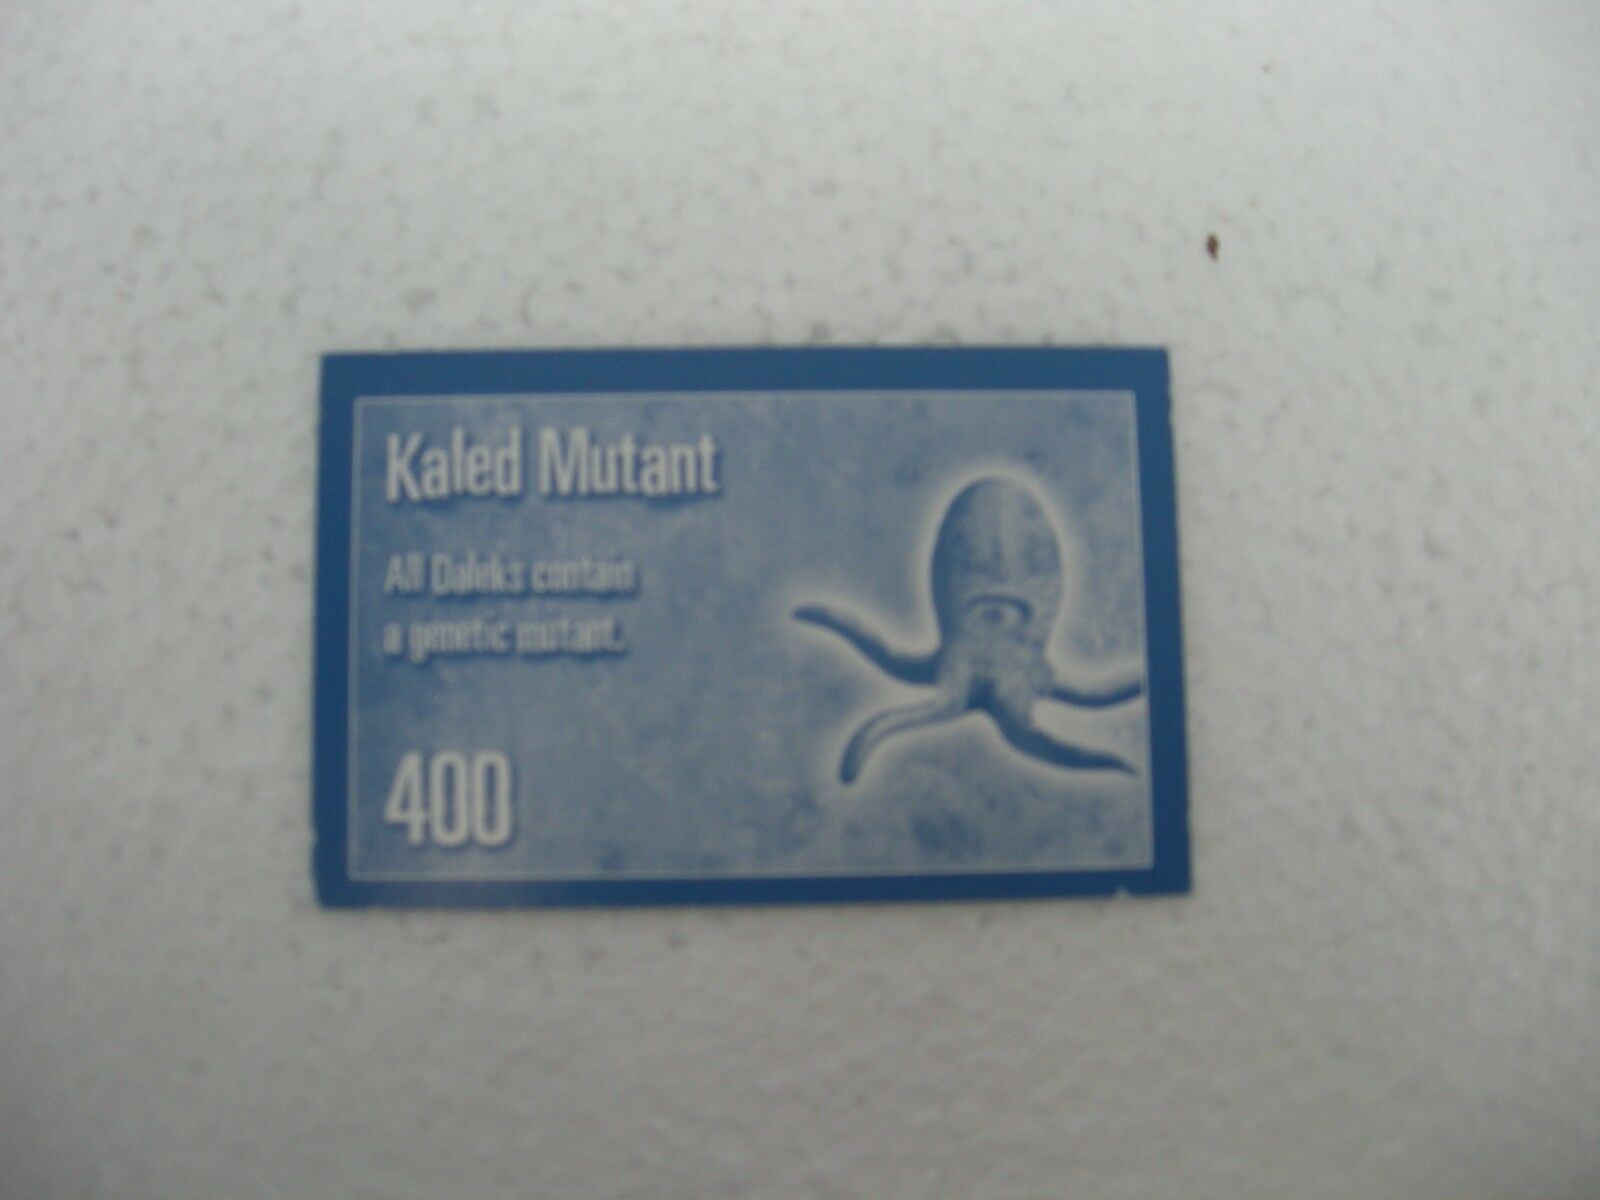 Kaled Mutant
All Daleks contain
a genetic mutant.
400